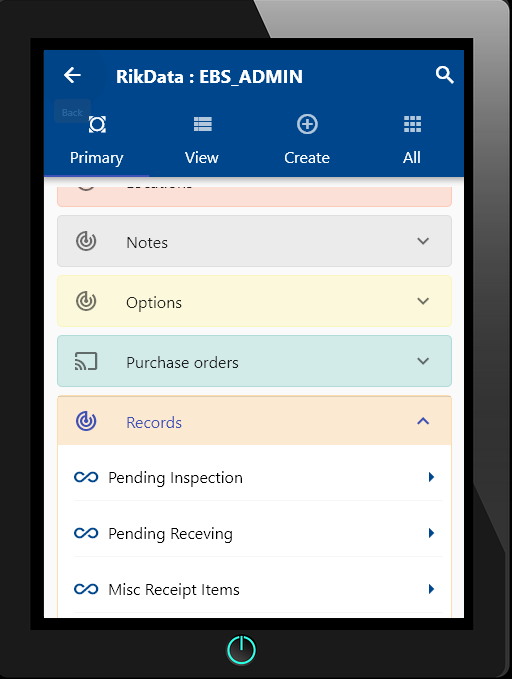 RikData : EBS_ADMIN
Back
Primary View Create All
Locations
Notes
Options
Purchase orders
Records
Pending Inspection
Pending Receving
Misc Receipt Items